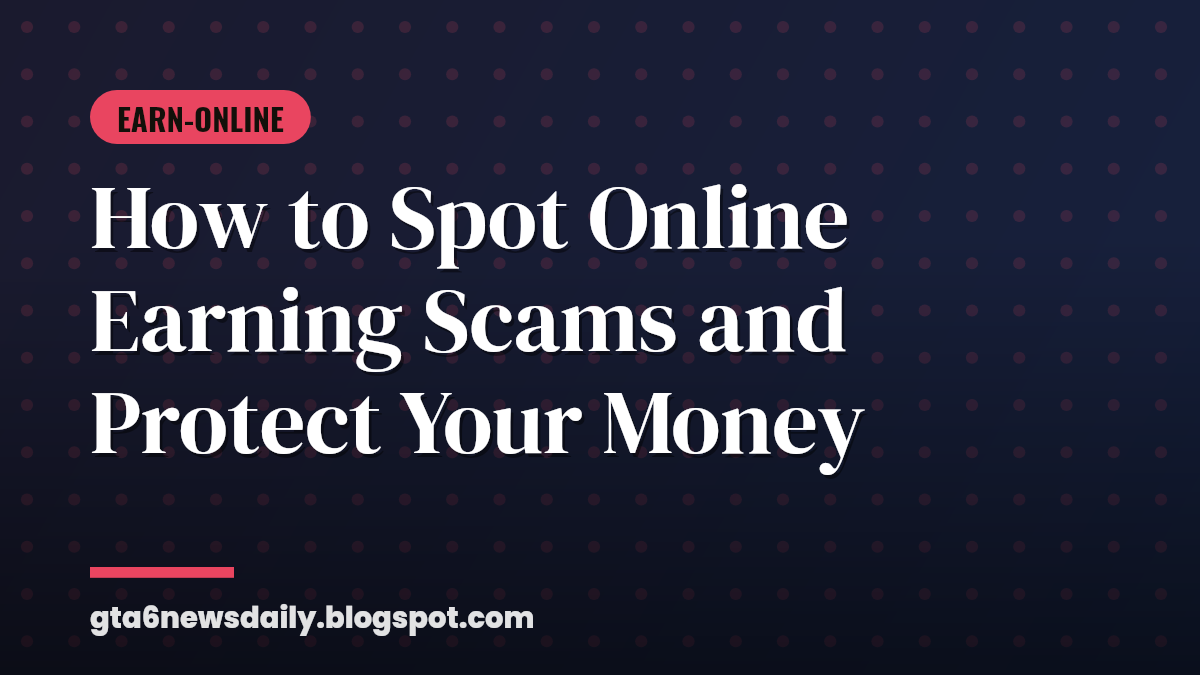 EARN-ONLINE
How to Spot Online
Earning Scams and
Protect Your Money
gta6newsdaily.blogspot.com